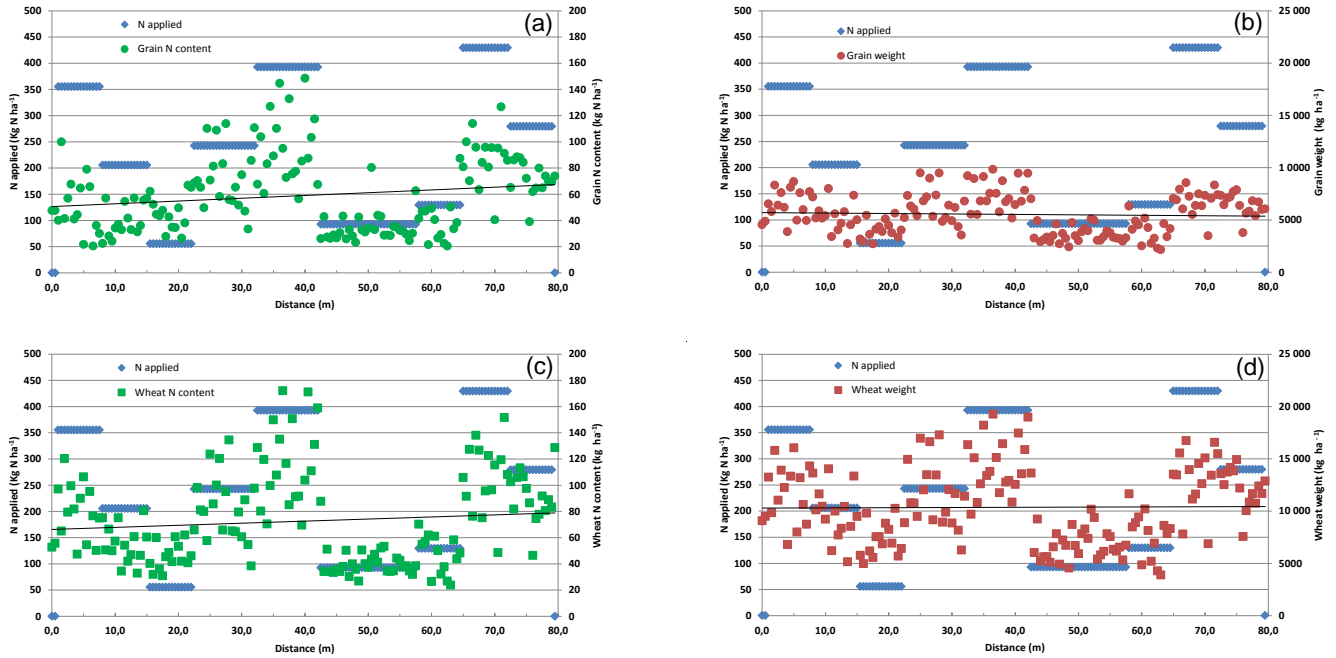 (a)
N applied
Grain N content
500
450
400
350
300
250
200
150
100
50
0
N applied (Kg N ha-1)
200
180
160
140
120
100
80
60
40
20
0
Grain N content (kg N ha-1)
0,0 10,0 20,0 30,0 40,0 50,0 60,0 70,0 80,0
Distance (m)
(b)
N applied
Grain weight
500
450
400
350
300
250
200
150
100
50
0
N applied (Kg N ha-1)
25 000
20 000
15 000
10 000
5000
0
Grain weight (kg ha-1)
0,0 10,0 20,0 30,0 40,0 50,0 60,0 70,0 80,0
Distance (m)
(c)
N applied
Wheat N content
500
450
400
350
300
250
200
150
100
50
0
N applied (Kg N ha-1)
200
180
160
140
120
100
80
60
40
20
0
Wheat N content (kg ha-1)
0,0 10,0 20,0 30,0 40,0 50,0 60,0 70,0 80,0
Distance (m)
(d)
N applied
Wheat weight
500
450
400
350
300
250
200
150
100
50
0
N applied (Kg N ha-1)
25 000
20 000
15 000
10 000
5000
0
Wheat weight (kg ha-1)
0,0 10,0 20,0 30,0 40,0 50,0 60,0 70,0 80,0
Distance (m)